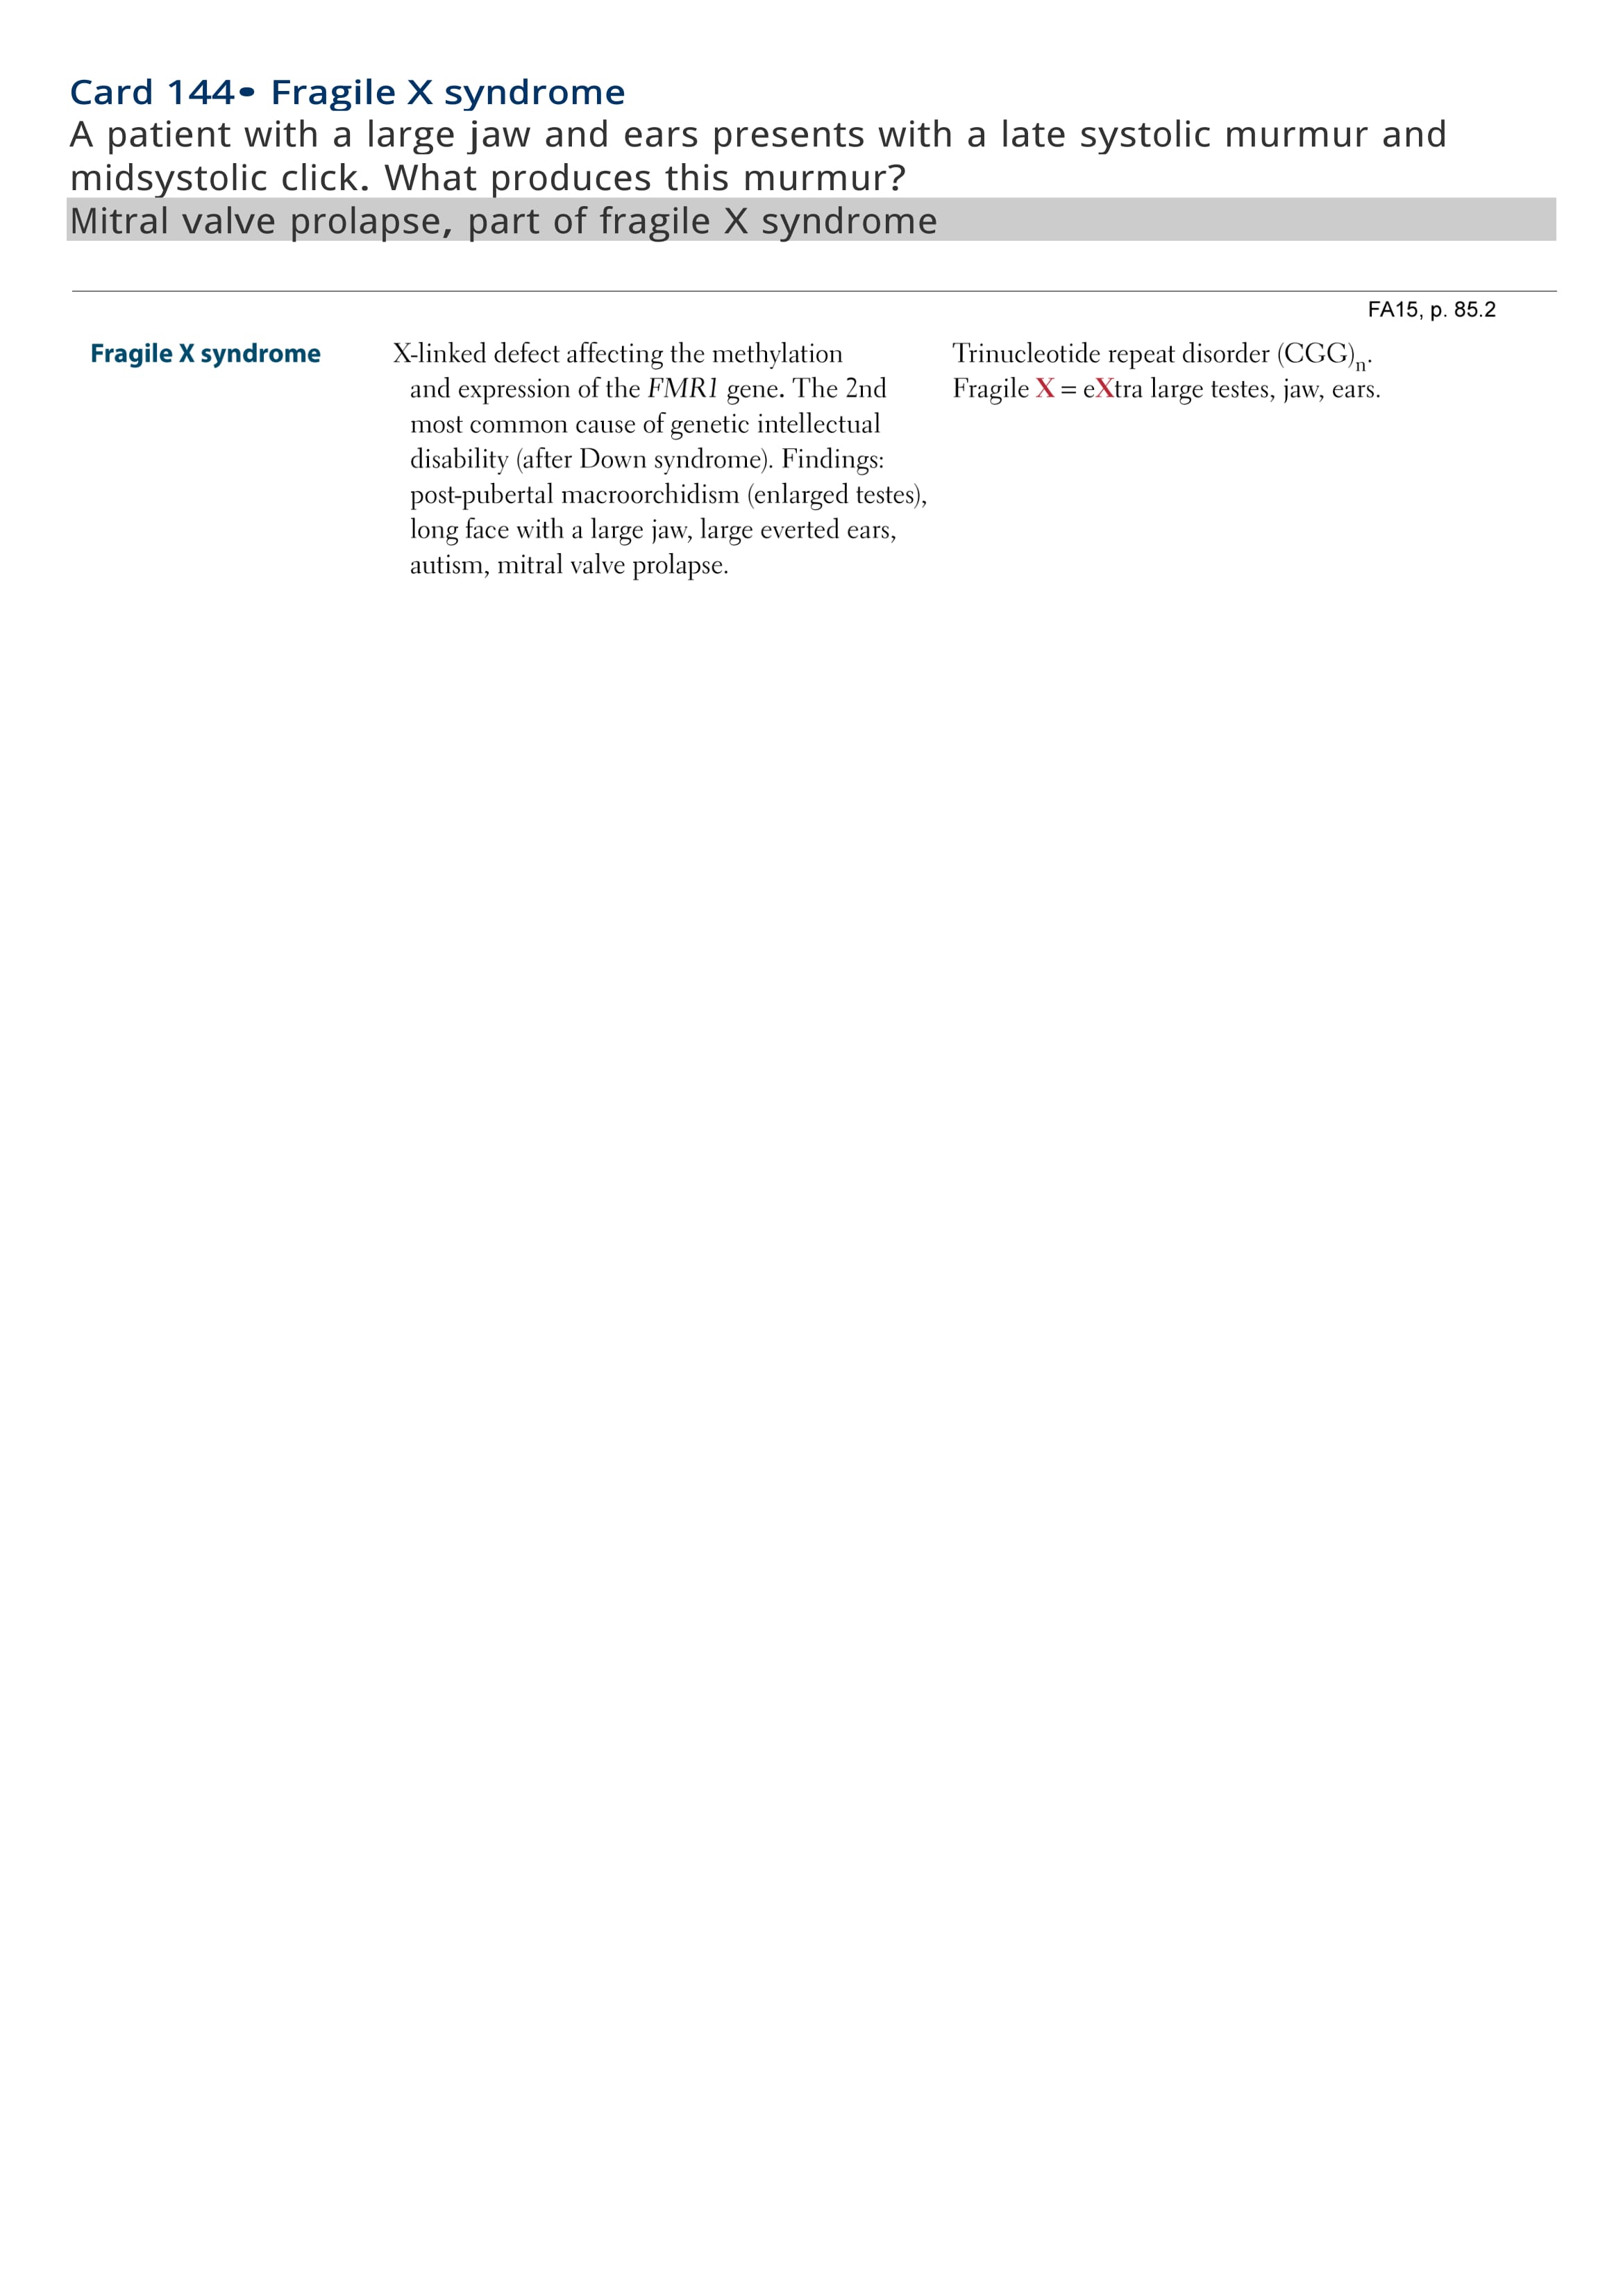 Card 144• Fragile X syndrome
A patient with a large jaw and ears presents with a late systolic murmur and
midsystolic click. What produces this murmur?
Mitral valve prolapse, part of fragile X syndrome
FA15, p. 85.2
Fragile X syndrome
X-linked defect affecting the methylation
and expression of the FMR1 gene. The 2nd
most common cause of genetic intellectual
disability (after Down syndrome). Findings:
post-pubertal macroorchidism (enlarged testes),
long face with a large jaw, large everted ears,
autism, mitral valve prolapse.
Trinucleotide repeat disorder (CGG)n.
Fragile X = eXtra large testes, jaw, ears.